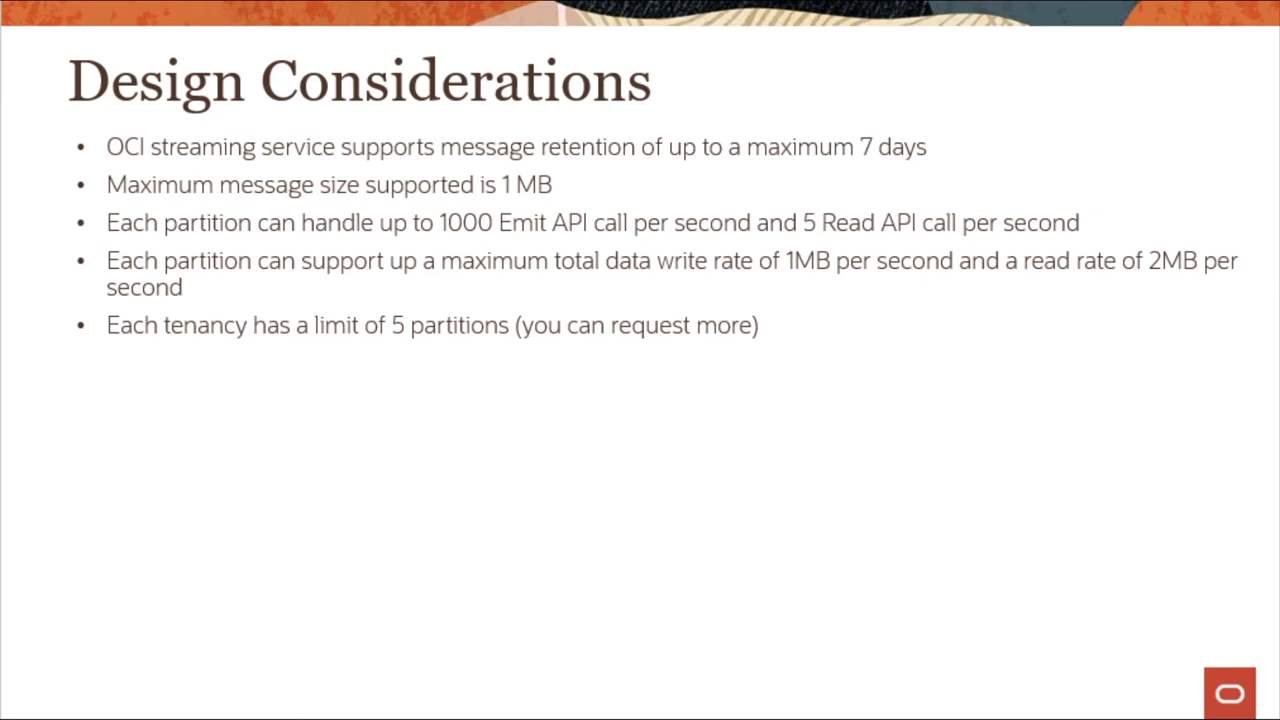 Design Considerations
• OCI streaming service supports message retention of up to a maximum 7 days
• Maximum message size supported is 1 MB
• Each partition can handle up to 1000 Emit API call per second and 5 Read API call per second
• Each partition can support up a maximum total data write rate of 1MB per second and a read rate of 2MB per
second
• Each tenancy has a limit of 5 partitions (you can request more)